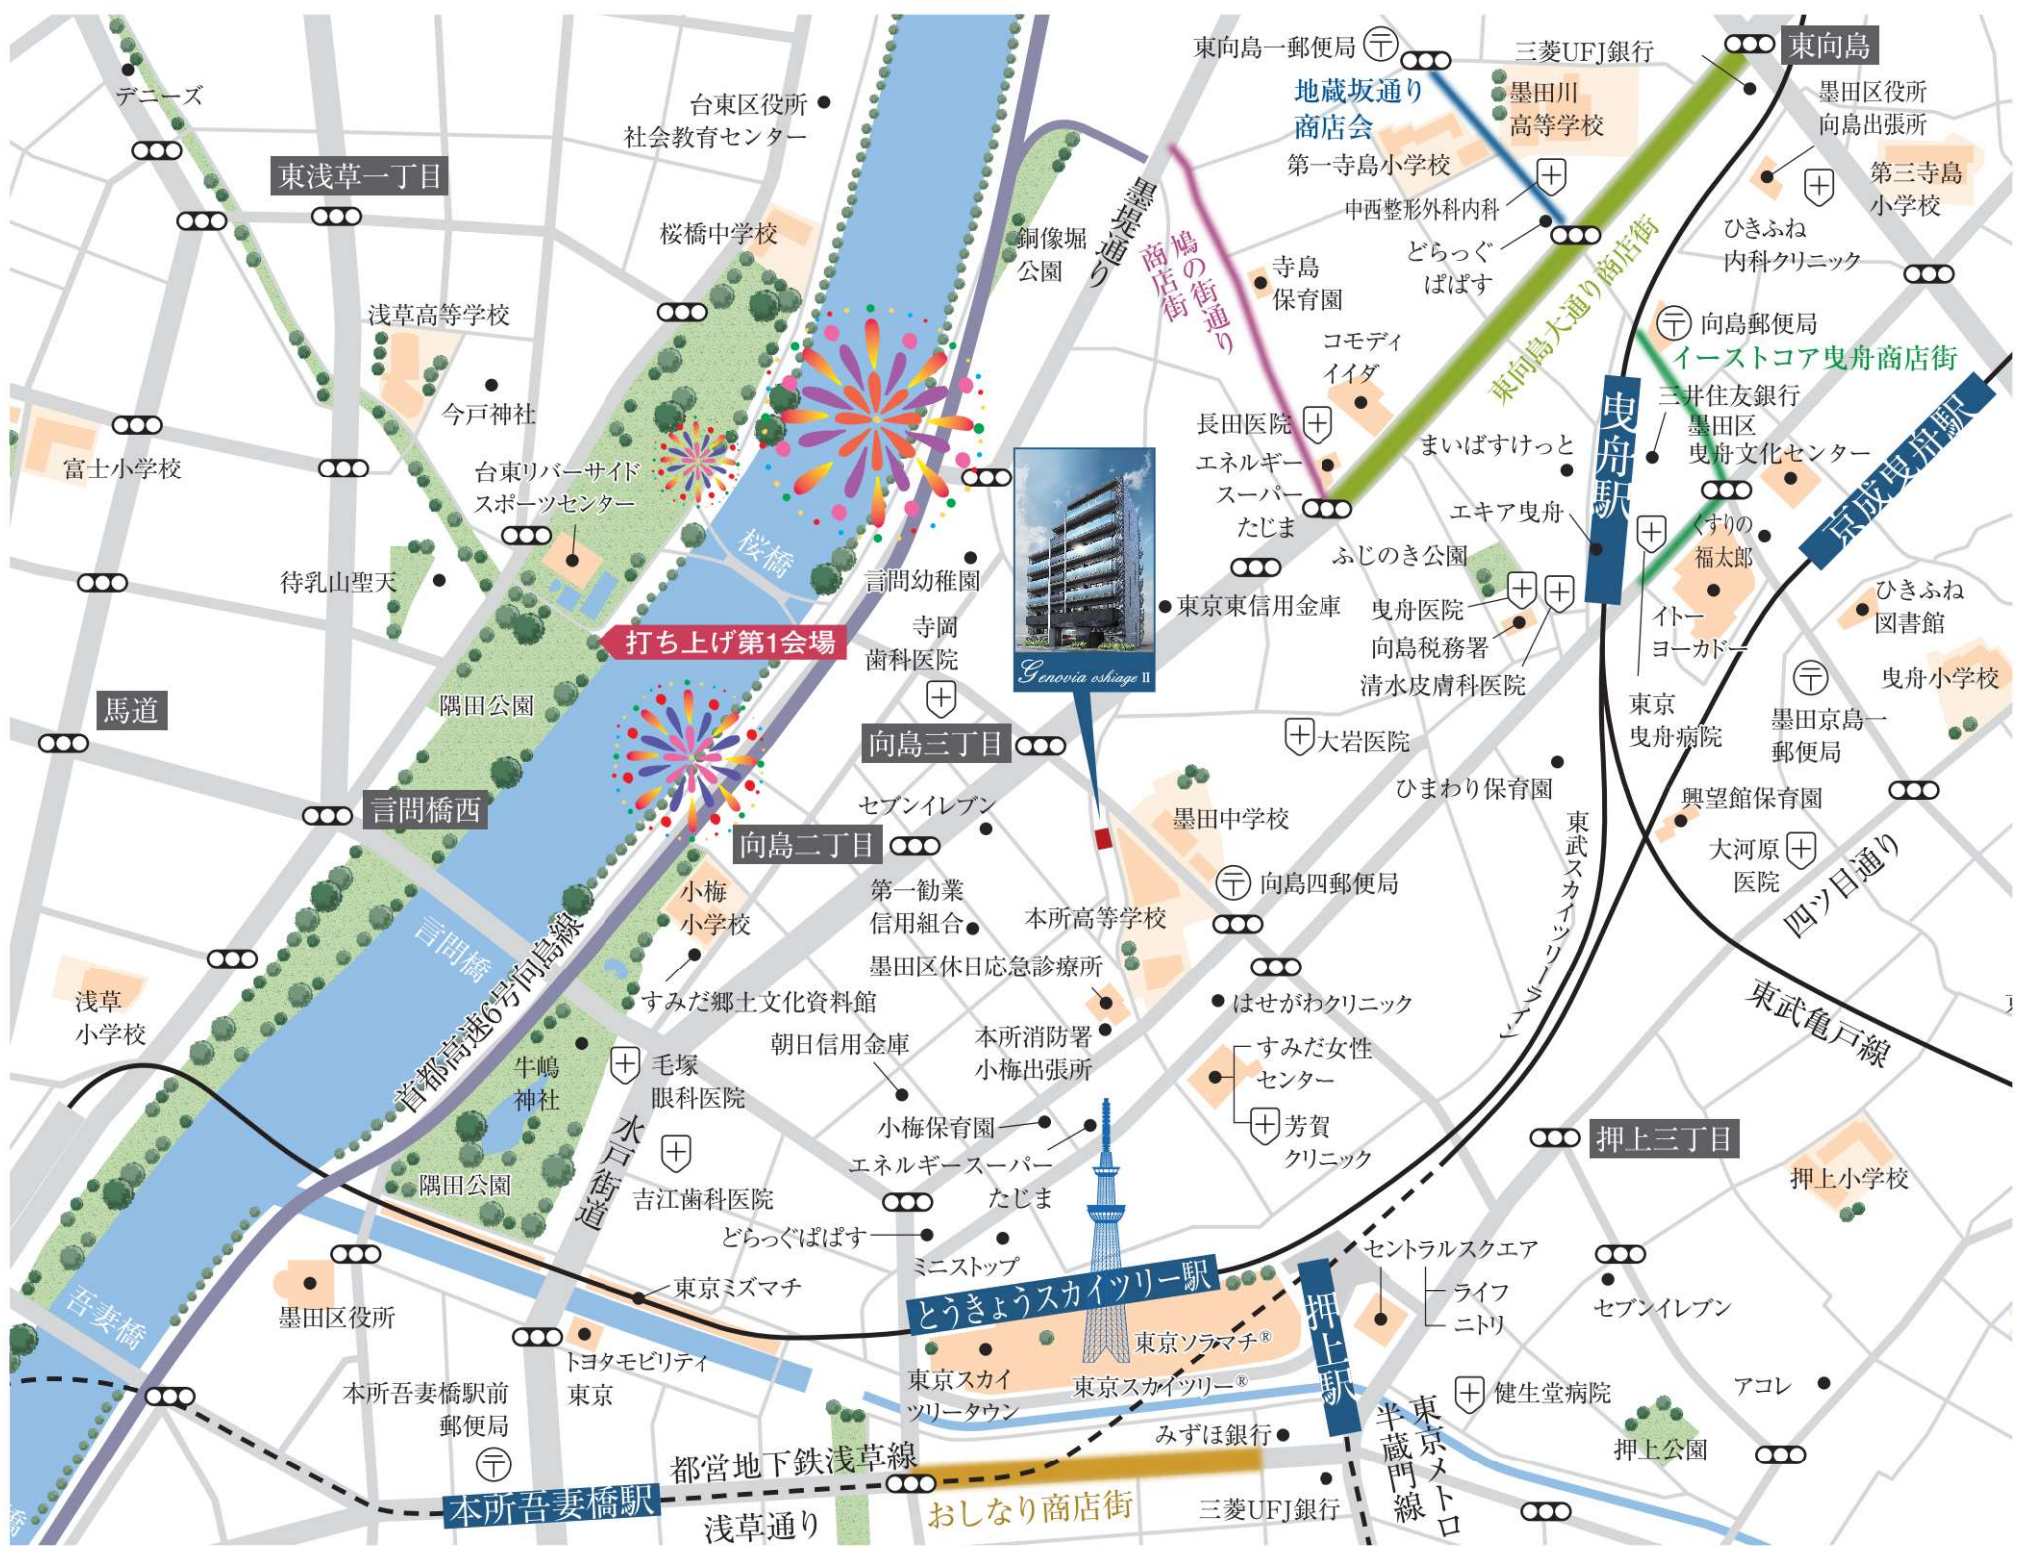 デニーズ
東浅草一丁目
台東区役所
社会教育センター
桜橋中学校
浅草高等学校
今戸神社
富士小学校
台東リバーサイド
スポーツセンター
待乳山聖天
隅田公園
馬道
言問橋西
浅草
小学校
桜橋
打ち上げ第1会場
言問幼稚園
寺岡
歯科医院
向島三丁目
セブンイレブン
向島二丁目
小梅
小学校
第一勧業
信用組合
言問橋
首都高速6号向島線
すみだ郷土文化資料館
牛嶋
神社
毛塚
眼科医院
隅田公園
水戸街道
吉江歯科医院
吾妻橋
橋
墨田区役所
東京ミズマチ
トヨタモビリティ
東京
本所吾妻橋駅前
郵便局
本所吾妻橋駅
都営地下鉄浅草線
浅草通り
銅像堀
公園
墨堤通り
鳩の街通り
商店街
東向島一郵便局
地蔵坂通り
商店会
三菱UFJ銀行
東向島
墨田川
高等学校
第一寺島小学校
中西整形外科内科
どらっぐ
ぱぱす
墨田区役所
向島出張所
第三寺島
小学校
ひきふね
内科クリニック
寺島
保育園
コモディ
イイダ
東向島大通り商店街
向島郵便局
イーストコア曳舟商店街
三井住友銀行
墨田区
曳舟文化センター
曳舟駅
京成曳舟駅
長田医院
エネルギー
スーパー
たじま
まいばすけっと
エキア曳舟
くすりの
福太郎
ふじのき公園
東京東信用金庫
曳舟医院
向島税務署
清水皮膚科医院
イトー
ヨーカドー
ひきふね
図書館
曳舟小学校
東京
曳舟病院
墨田京島一
郵便局
Genovia oshiage II
大岩医院
ひまわり保育園
墨田中学校
向島四郵便局
興望館保育園
大河原
医院
四ツ目通り
東武スカイツリーライン
東武亀戸線
本所高等学校
墨田区休日応急診療所
はせがわクリニック
朝日信用金庫
本所消防署
小梅出張所
すみだ女性
センター
小梅保育園
芳賀
クリニック
エネルギースーパー
たじま
どらっぐぱぱす
ミニストップ
とうきょうスカイツリー駅
東京ソラマチ®
東京スカイ
ツリータウン
東京スカイツリー®
押上駅
セントラルスクエア
ライフ
ニトリ
押上三丁目
押上小学校
セブンイレブン
健生堂病院
アコレ
押上公園
東京メトロ
半蔵門線
みずほ銀行
おしなり商店街
三菱UFJ銀行